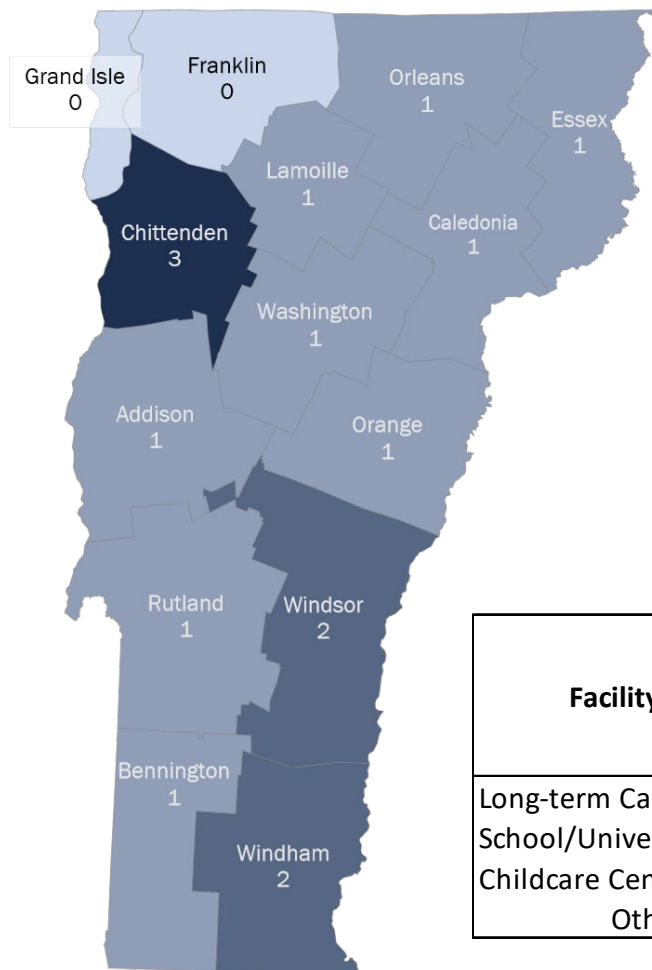 Grand Isle
0
Franklin
0
Orleans
1
Essex
1
Lamoille
1
Caledonia
1
Chittenden
3
Washington
1
Addison
1
Orange
1
Rutland
1
Windsor
2
Bennington
1
Windham
2
Facility
Long-term Ca
School/Unive
Childcare Cen
Oth